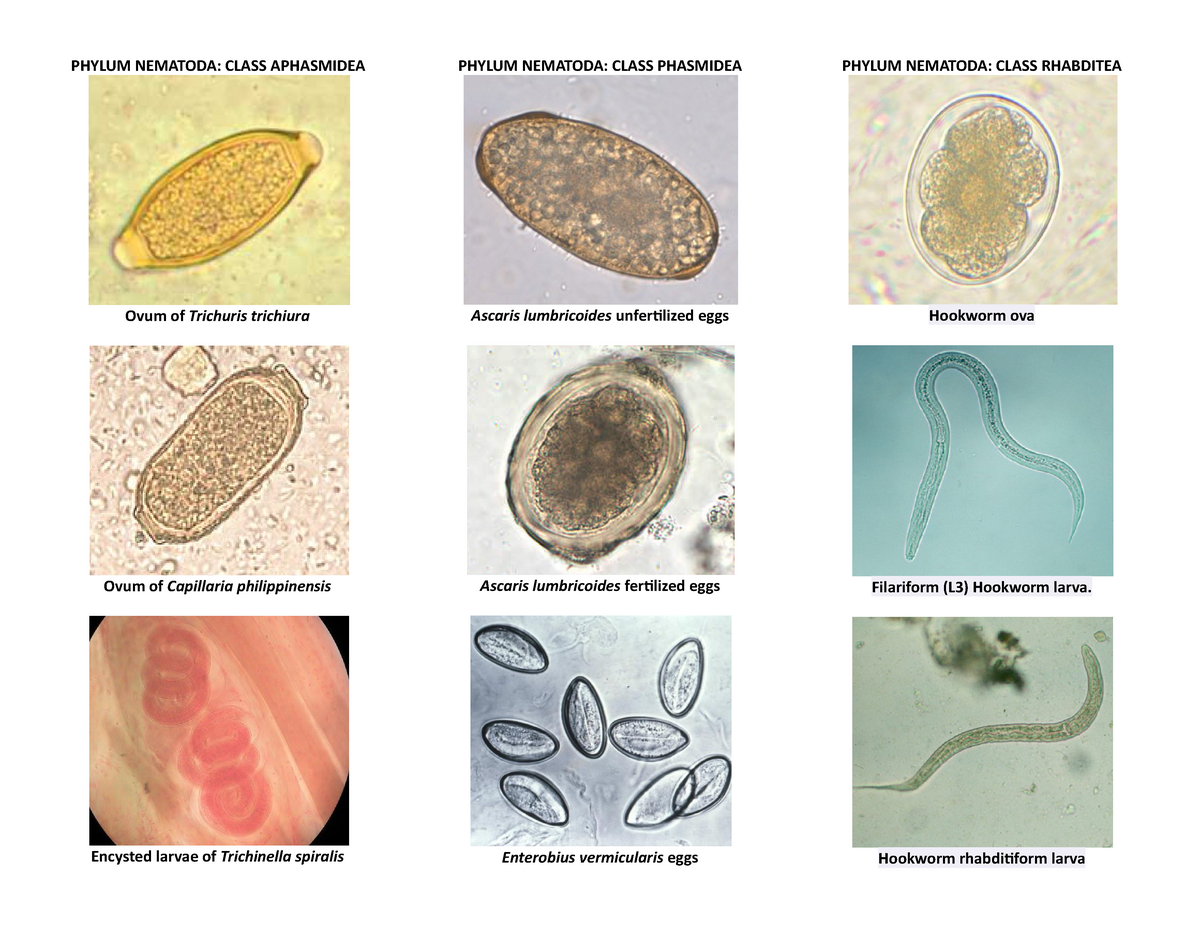 PHYLUM NEMATODA: CLASS APHASMIDEA
PHYLUM NEMATODA: CLASS PHASMIDEA
PHYLUM NEMATODA: CLASS RHABDITEA
Ovum of Trichuris trichiura
Ascaris lumbricoides unfertilized eggs
Hookworm ova
Ovum of Capillaria philippinensis
Ascaris lumbricoides fertilized eggs
Filariform (L3) Hookworm larva.
Encysted larvae of Trichinella spiralis
Enterobius vermicularis eggs
Hookworm rhabditiform larva